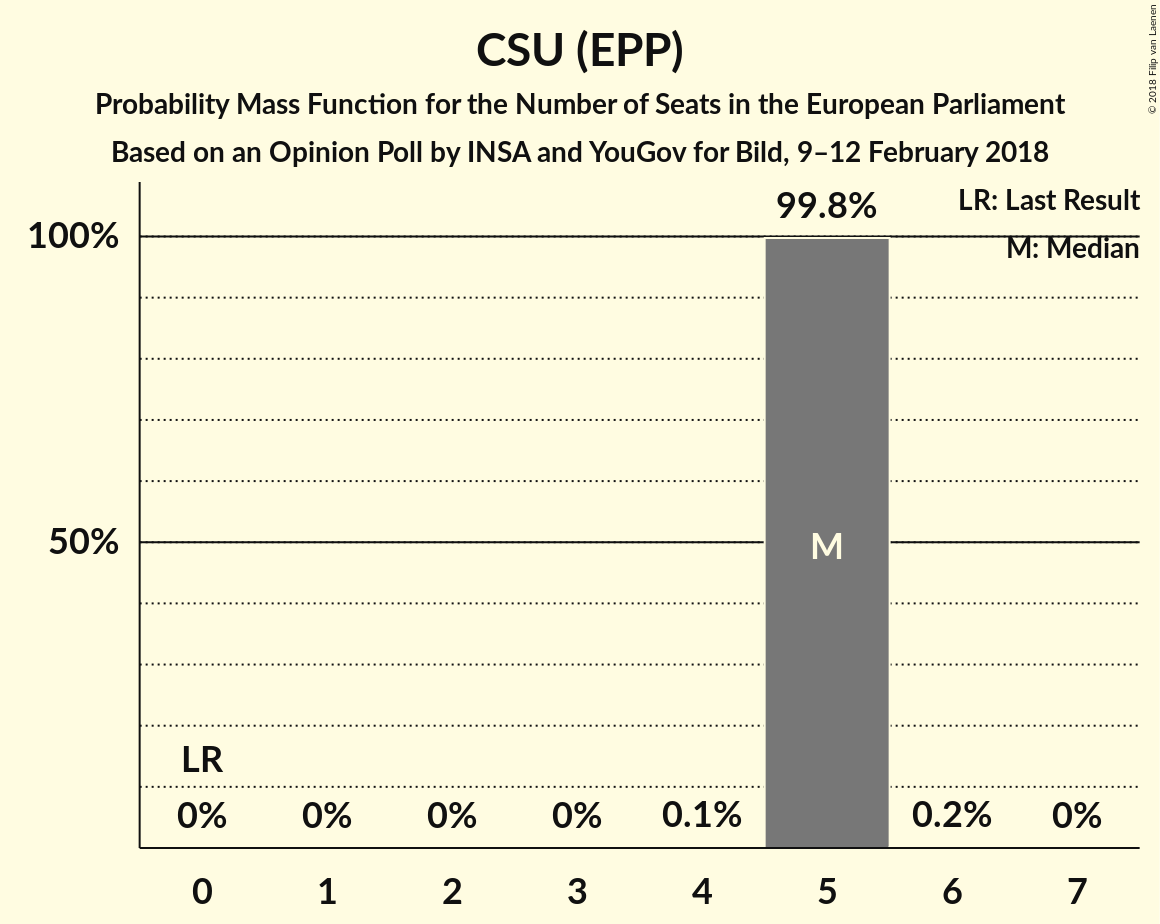 CSU (EPP)
Probability Mass Function for the Number of Seats in the European Parliament
Based on an Opinion Poll by INSA and YouGov for Bild, 9–12 February 2018
© 2018 Filip van Laenen
LR: Last Result
M: Median
99.8%
100%
50%
M
LR
0% 0% 0% 0% 0.1% 0.2% 0%
0 1 2 3 4 5 6 7